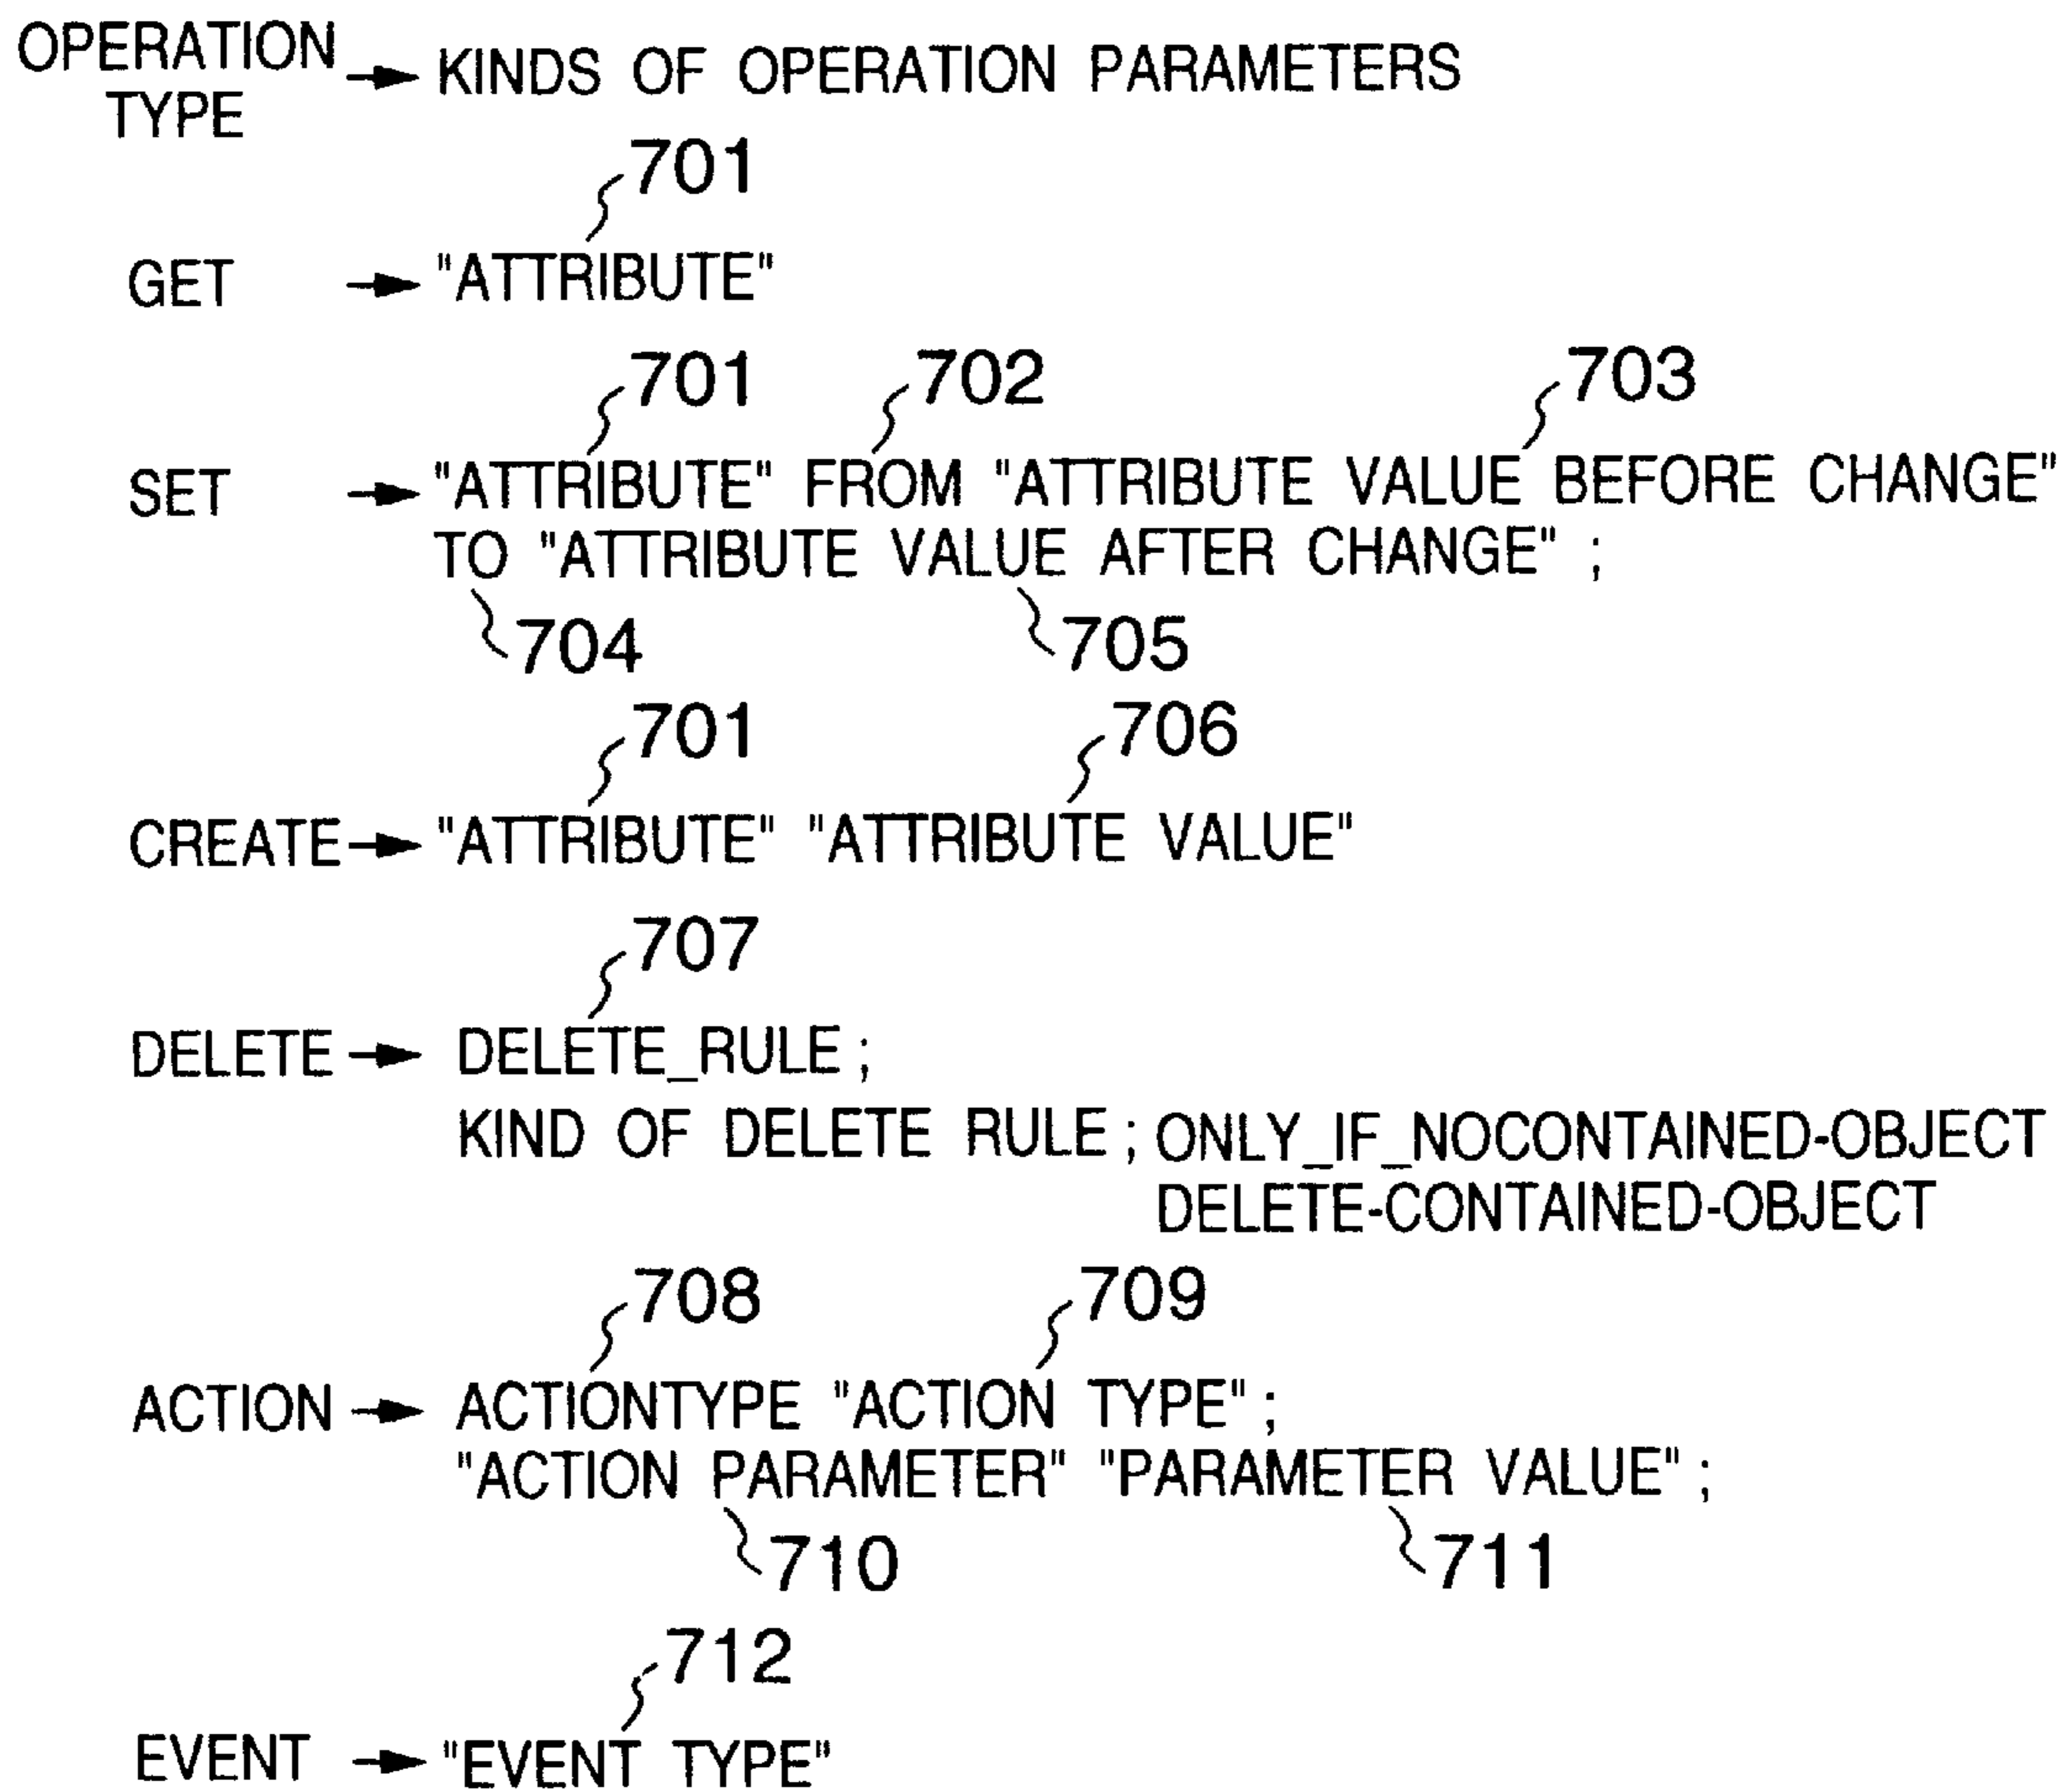 OPERATION TYPE → KINDS OF OPERATION PARAMETERS
701
GET → "ATTRIBUTE"
701 702 703
SET → "ATTRIBUTE" FROM "ATTRIBUTE VALUE BEFORE CHANGE"
TO "ATTRIBUTE VALUE AFTER CHANGE" ;
704 705
701 706
CREATE → "ATTRIBUTE" "ATTRIBUTE VALUE"
707
DELETE → DELETE_RULE ;
KIND OF DELETE RULE ; ONLY_IF_NOCONTAINED-OBJECT
DELETE-CONTAINED-OBJECT
708 709
ACTION → ACTIONTYPE "ACTION TYPE" ;
"ACTION PARAMETER" "PARAMETER VALUE" ;
710 711
712
EVENT → "EVENT TYPE"